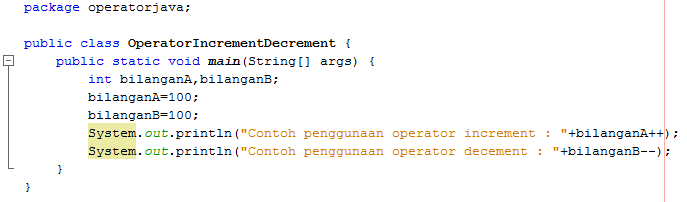 package operatorjava;
public class OperatorIncrementDecrement {
public static void main(String[] args) {
int bilanganA,bilanganB;
bilanganA=100;
bilanganB=100;
System.out.println("Contoh penggunaan operator increment : "+bilanganA++);
System.out.println("Contoh penggunaan operator decement : "+bilanganB--);
}
}